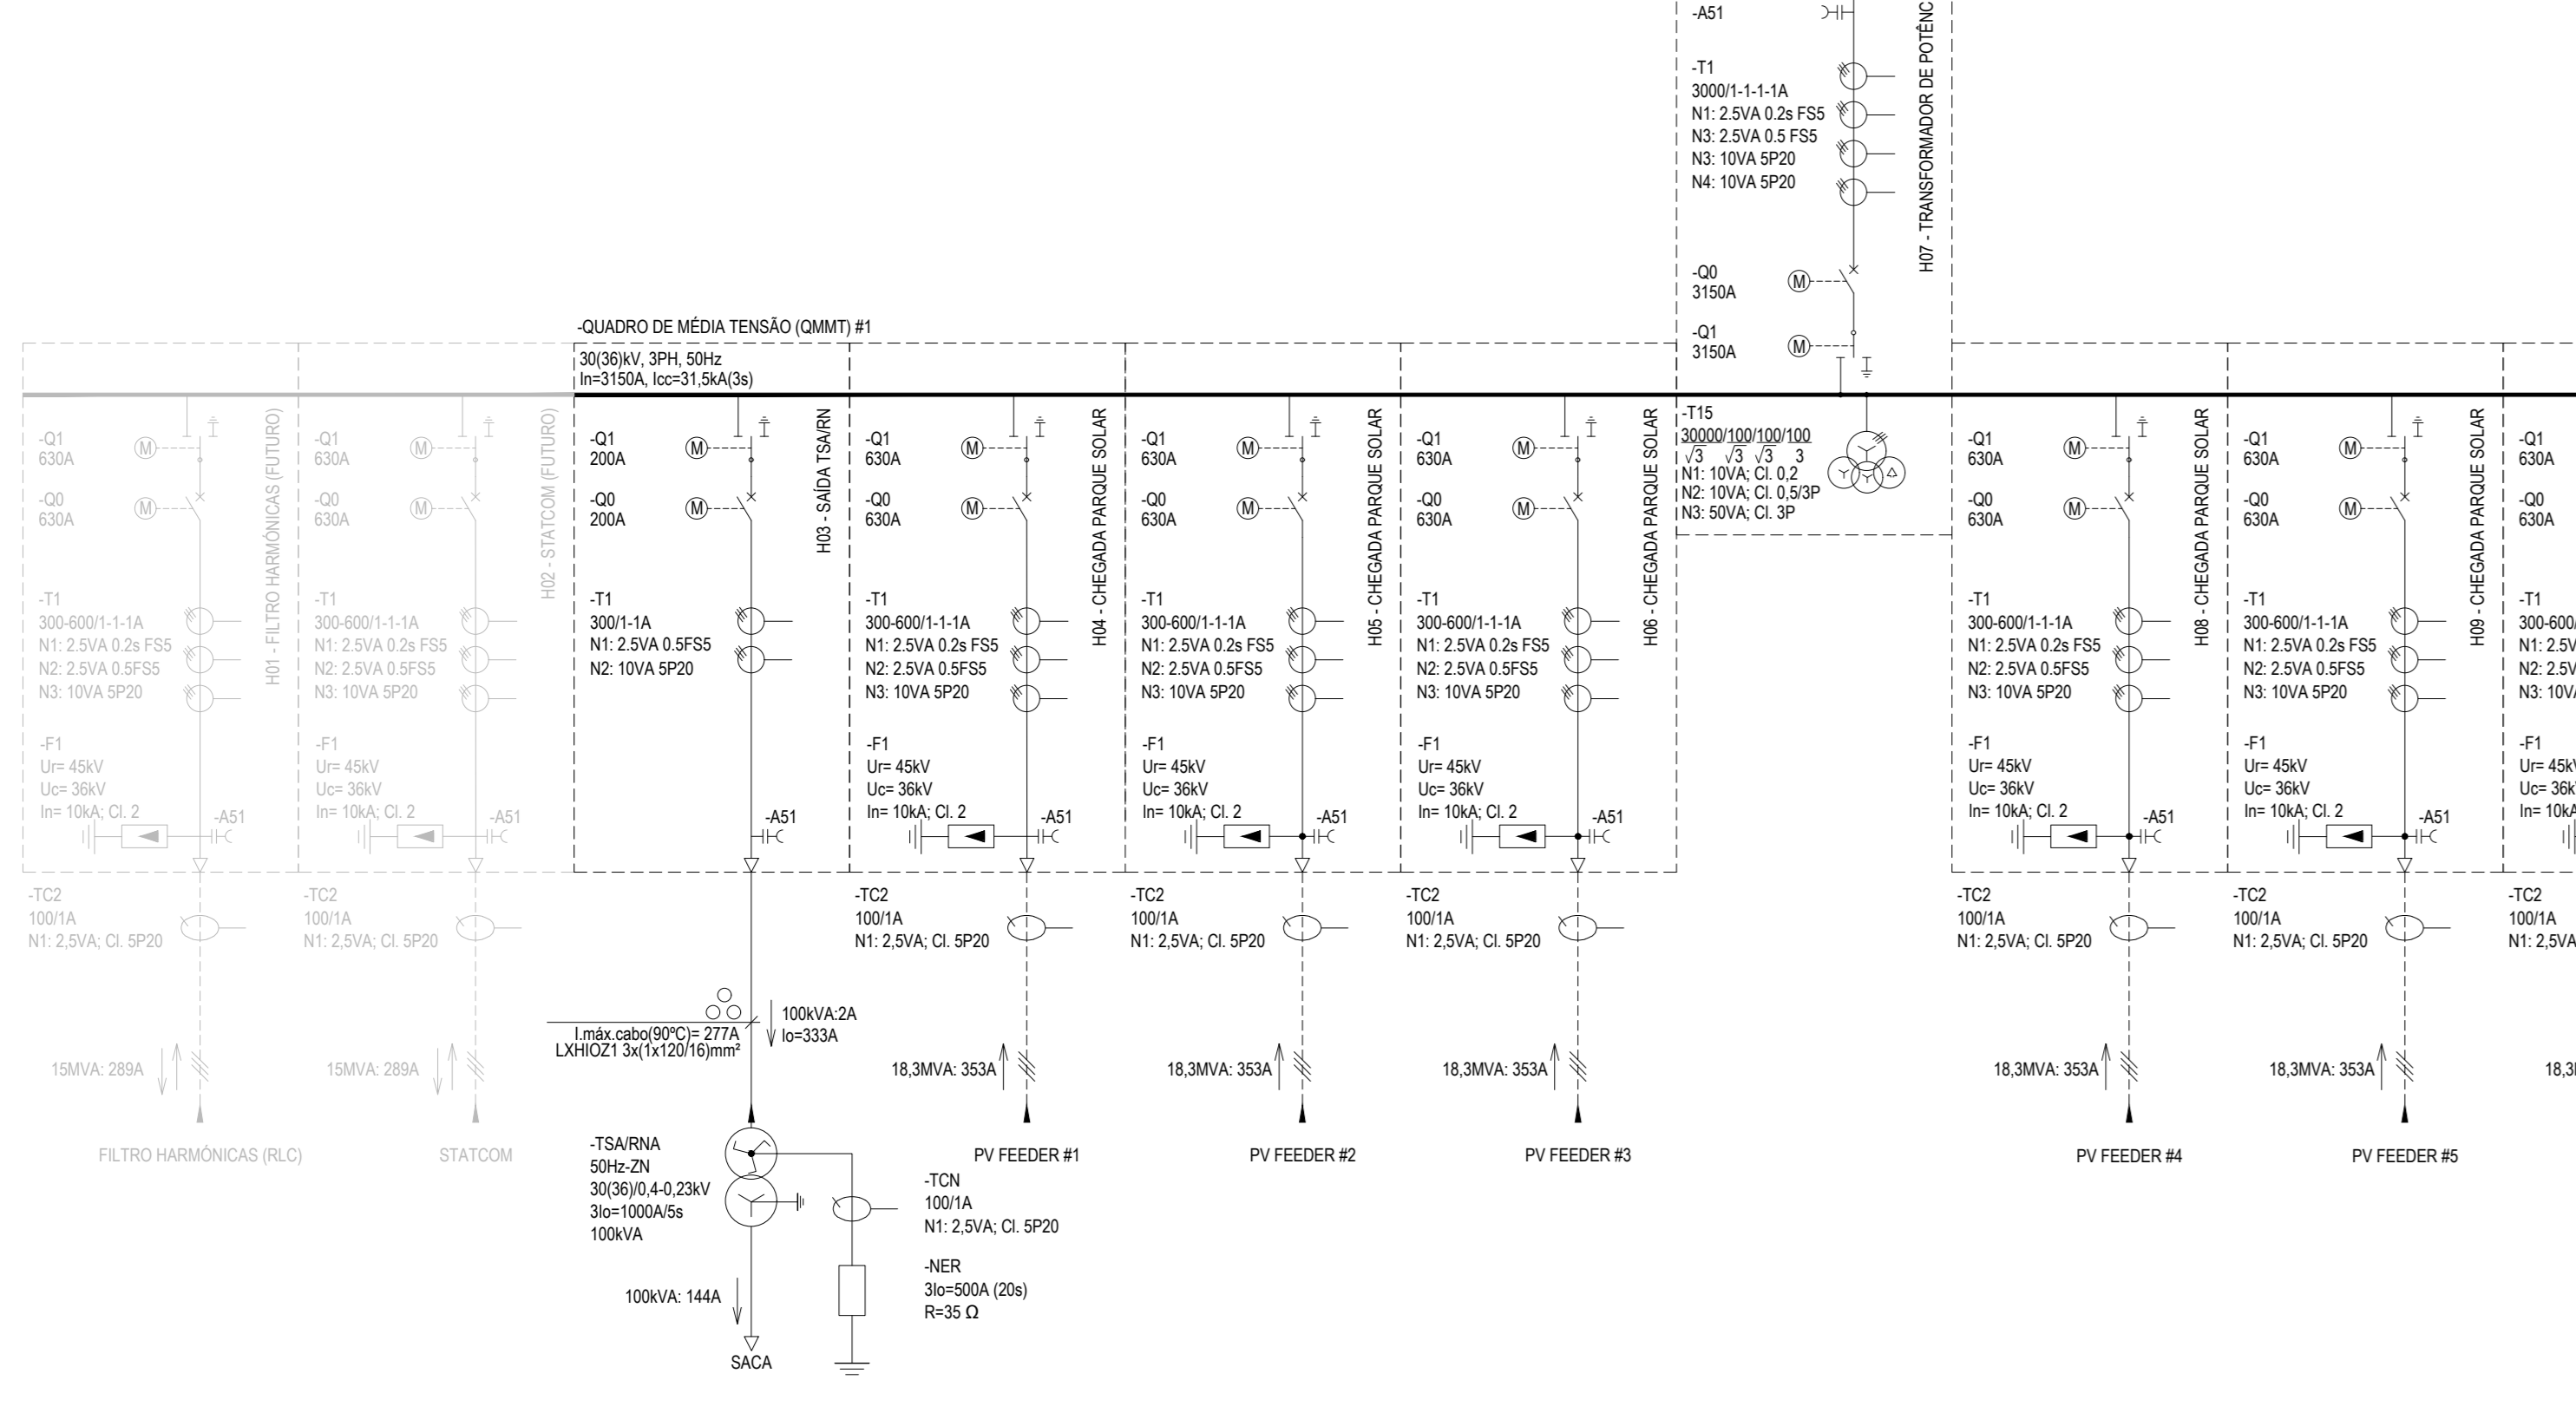 -A51
-T1
3000/1-1-1-1A
N1: 2.5VA 0.2s FS5
N3: 2.5VA 0.5 FS5
N3: 10VA 5P20
N4: 10VA 5P20
H07 - TRANSFORMADOR DE POTÊNC
-Q0
3150A
M
-Q1
3150A
M
-QUADRO DE MÉDIA TENSÃO (QMMT) #1
30(36)kV, 3PH, 50Hz
In=3150A, Icc=31,5kA(3s)
-Q1
630A
M
-Q0
630A
M
-T1
300-600/1-1-1A
N1: 2.5VA 0.2s FS5
N2: 2.5VA 0.5FS5
N3: 10VA 5P20
-F1
Ur= 45kV
Uc= 36kV
In= 10kA; Cl. 2
-A51
H01 - FILTRO HARMÓNICAS (FUTURO)
-TC2
100/1A
N1: 2,5VA; Cl. 5P20
15MVA: 289A
FILTRO HARMÓNICAS (RLC)
-Q1
630A
M
-Q0
630A
M
-T1
300-600/1-1-1A
N1: 2.5VA 0.2s FS5
N2: 2.5VA 0.5FS5
N3: 10VA 5P20
-F1
Ur= 45kV
Uc= 36kV
In= 10kA; Cl. 2
-A51
H02 - STATCOM (FUTURO)
-TC2
100/1A
N1: 2,5VA; Cl. 5P20
15MVA: 289A
STATCOM
-Q1
200A
M
-Q0
200A
M
-T1
300/1-1A
N1: 2.5VA 0.5FS5
N2: 10VA 5P20
-A51
H03 - SAÍDA TSA/RN
I.máx.cabo(90ºC)= 277A
LXHIOZ1 3x(1x120/16)mm²
100kVA:2A
Io=333A
-TSA/RNA
50Hz-ZN
30(36)/0,4-0,23kV
3Io=1000A/5s
100kVA
100kVA: 144A
SACA
-TCN
100/1A
N1: 2,5VA; Cl. 5P20
-NER
3Io=500A (20s)
R=35 Ω
-Q1
630A
M
-Q0
630A
M
-T1
300-600/1-1-1A
N1: 2.5VA 0.2s FS5
N2: 2.5VA 0.5FS5
N3: 10VA 5P20
-F1
Ur= 45kV
Uc= 36kV
In= 10kA; Cl. 2
-A51
H04 - CHEGADA PARQUE SOLAR
-TC2
100/1A
N1: 2,5VA; Cl. 5P20
18,3MVA: 353A
PV FEEDER #1
-Q1
630A
M
-Q0
630A
M
-T1
300-600/1-1-1A
N1: 2.5VA 0.2s FS5
N2: 2.5VA 0.5FS5
N3: 10VA 5P20
-F1
Ur= 45kV
Uc= 36kV
In= 10kA; Cl. 2
-A51
H05 - CHEGADA PARQUE SOLAR
-TC2
100/1A
N1: 2,5VA; Cl. 5P20
18,3MVA: 353A
PV FEEDER #2
-Q1
630A
M
-Q0
630A
M
-T1
300-600/1-1-1A
N1: 2.5VA 0.2s FS5
N2: 2.5VA 0.5FS5
N3: 10VA 5P20
-F1
Ur= 45kV
Uc= 36kV
In= 10kA; Cl. 2
-A51
H06 - CHEGADA PARQUE SOLAR
-TC2
100/1A
N1: 2,5VA; Cl. 5P20
18,3MVA: 353A
PV FEEDER #3
-T15
30000/100/100/100
√3 √3 √3 3
N1: 10VA; Cl. 0,2
N2: 10VA; Cl. 0,5/3P
N3: 50VA; Cl. 3P
-Q1
630A
M
-Q0
630A
M
-T1
300-600/1-1-1A
N1: 2.5VA 0.2s FS5
N2: 2.5VA 0.5FS5
N3: 10VA 5P20
-F1
Ur= 45kV
Uc= 36kV
In= 10kA; Cl. 2
-A51
H08 - CHEGADA PARQUE SOLAR
-TC2
100/1A
N1: 2,5VA; Cl. 5P20
18,3MVA: 353A
PV FEEDER #4
-Q1
630A
M
-Q0
630A
M
-T1
300-600/1-1-1A
N1: 2.5VA 0.2s FS5
N2: 2.5VA 0.5FS5
N3: 10VA 5P20
-F1
Ur= 45kV
Uc= 36kV
In= 10kA; Cl. 2
-A51
H09 - CHEGADA PARQUE SOLAR
-TC2
100/1A
N1: 2,5VA; Cl. 5P20
18,3MVA: 353A
PV FEEDER #5
-Q1
630A
-Q0
630A
-T1
300-600/
N1: 2.5V
N2: 2.5V
N3: 10V
-F1
Ur= 45k
Uc= 36k
In= 10k
-TC2
100/1A
N1: 2,5VA
18,3